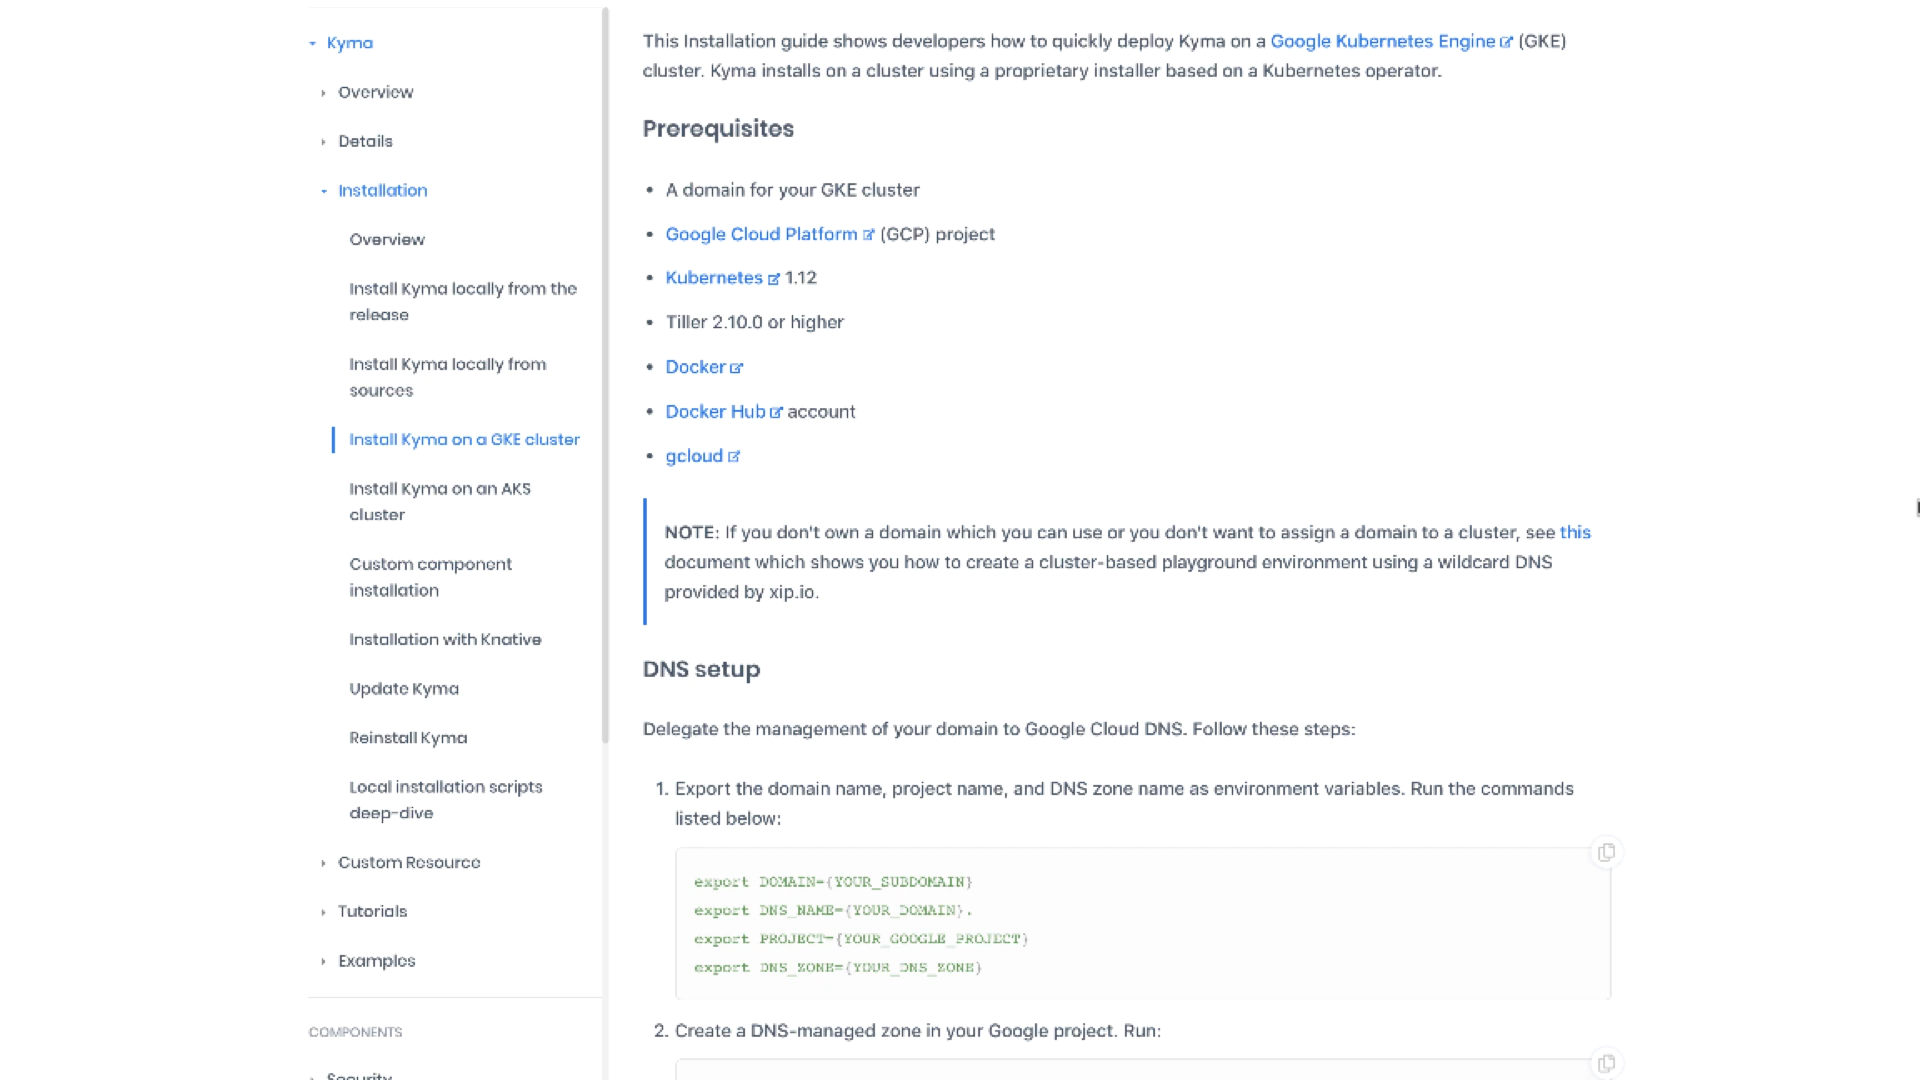 Kyma
Overview
Details
Installation
Overview
Install Kyma locally from the
release
Install Kyma locally from
sources
Install Kyma on a GKE cluster
Install Kyma on an AKS
cluster
Custom component
installation
Installation with Knative
Update Kyma
Reinstall Kyma
Local installation scripts
deep-dive
Custom Resource
Tutorials
Examples
COMPONENTS
Security
This Installation guide shows developers how to quickly deploy Kyma on a Google Kubernetes Engine (GKE)
cluster. Kyma installs on a cluster using a proprietary installer based on a Kubernetes operator.
Prerequisites
• A domain for your GKE cluster
• Google Cloud Platform (GCP) project
• Kubernetes 1.12
• Tiller 2.10.0 or higher
• Docker
• Docker Hub account
• gcloud
NOTE: If you don't own a domain which you can use or you don't want to assign a domain to a cluster, see this
document which shows you how to create a cluster-based playground environment using a wildcard DNS
provided by xip.io.
DNS setup
Delegate the management of your domain to Google Cloud DNS. Follow these steps:
1. Export the domain name, project name, and DNS zone name as environment variables. Run the commands
listed below:
export DOMAIN={YOUR_SUBDOMAIN}
export DNS_NAME={YOUR_DOMAIN}.
export PROJECT={YOUR_GOOGLE_PROJECT}
export DNS_ZONE={YOUR_DNS_ZONE}
2. Create a DNS-managed zone in your Google project. Run: